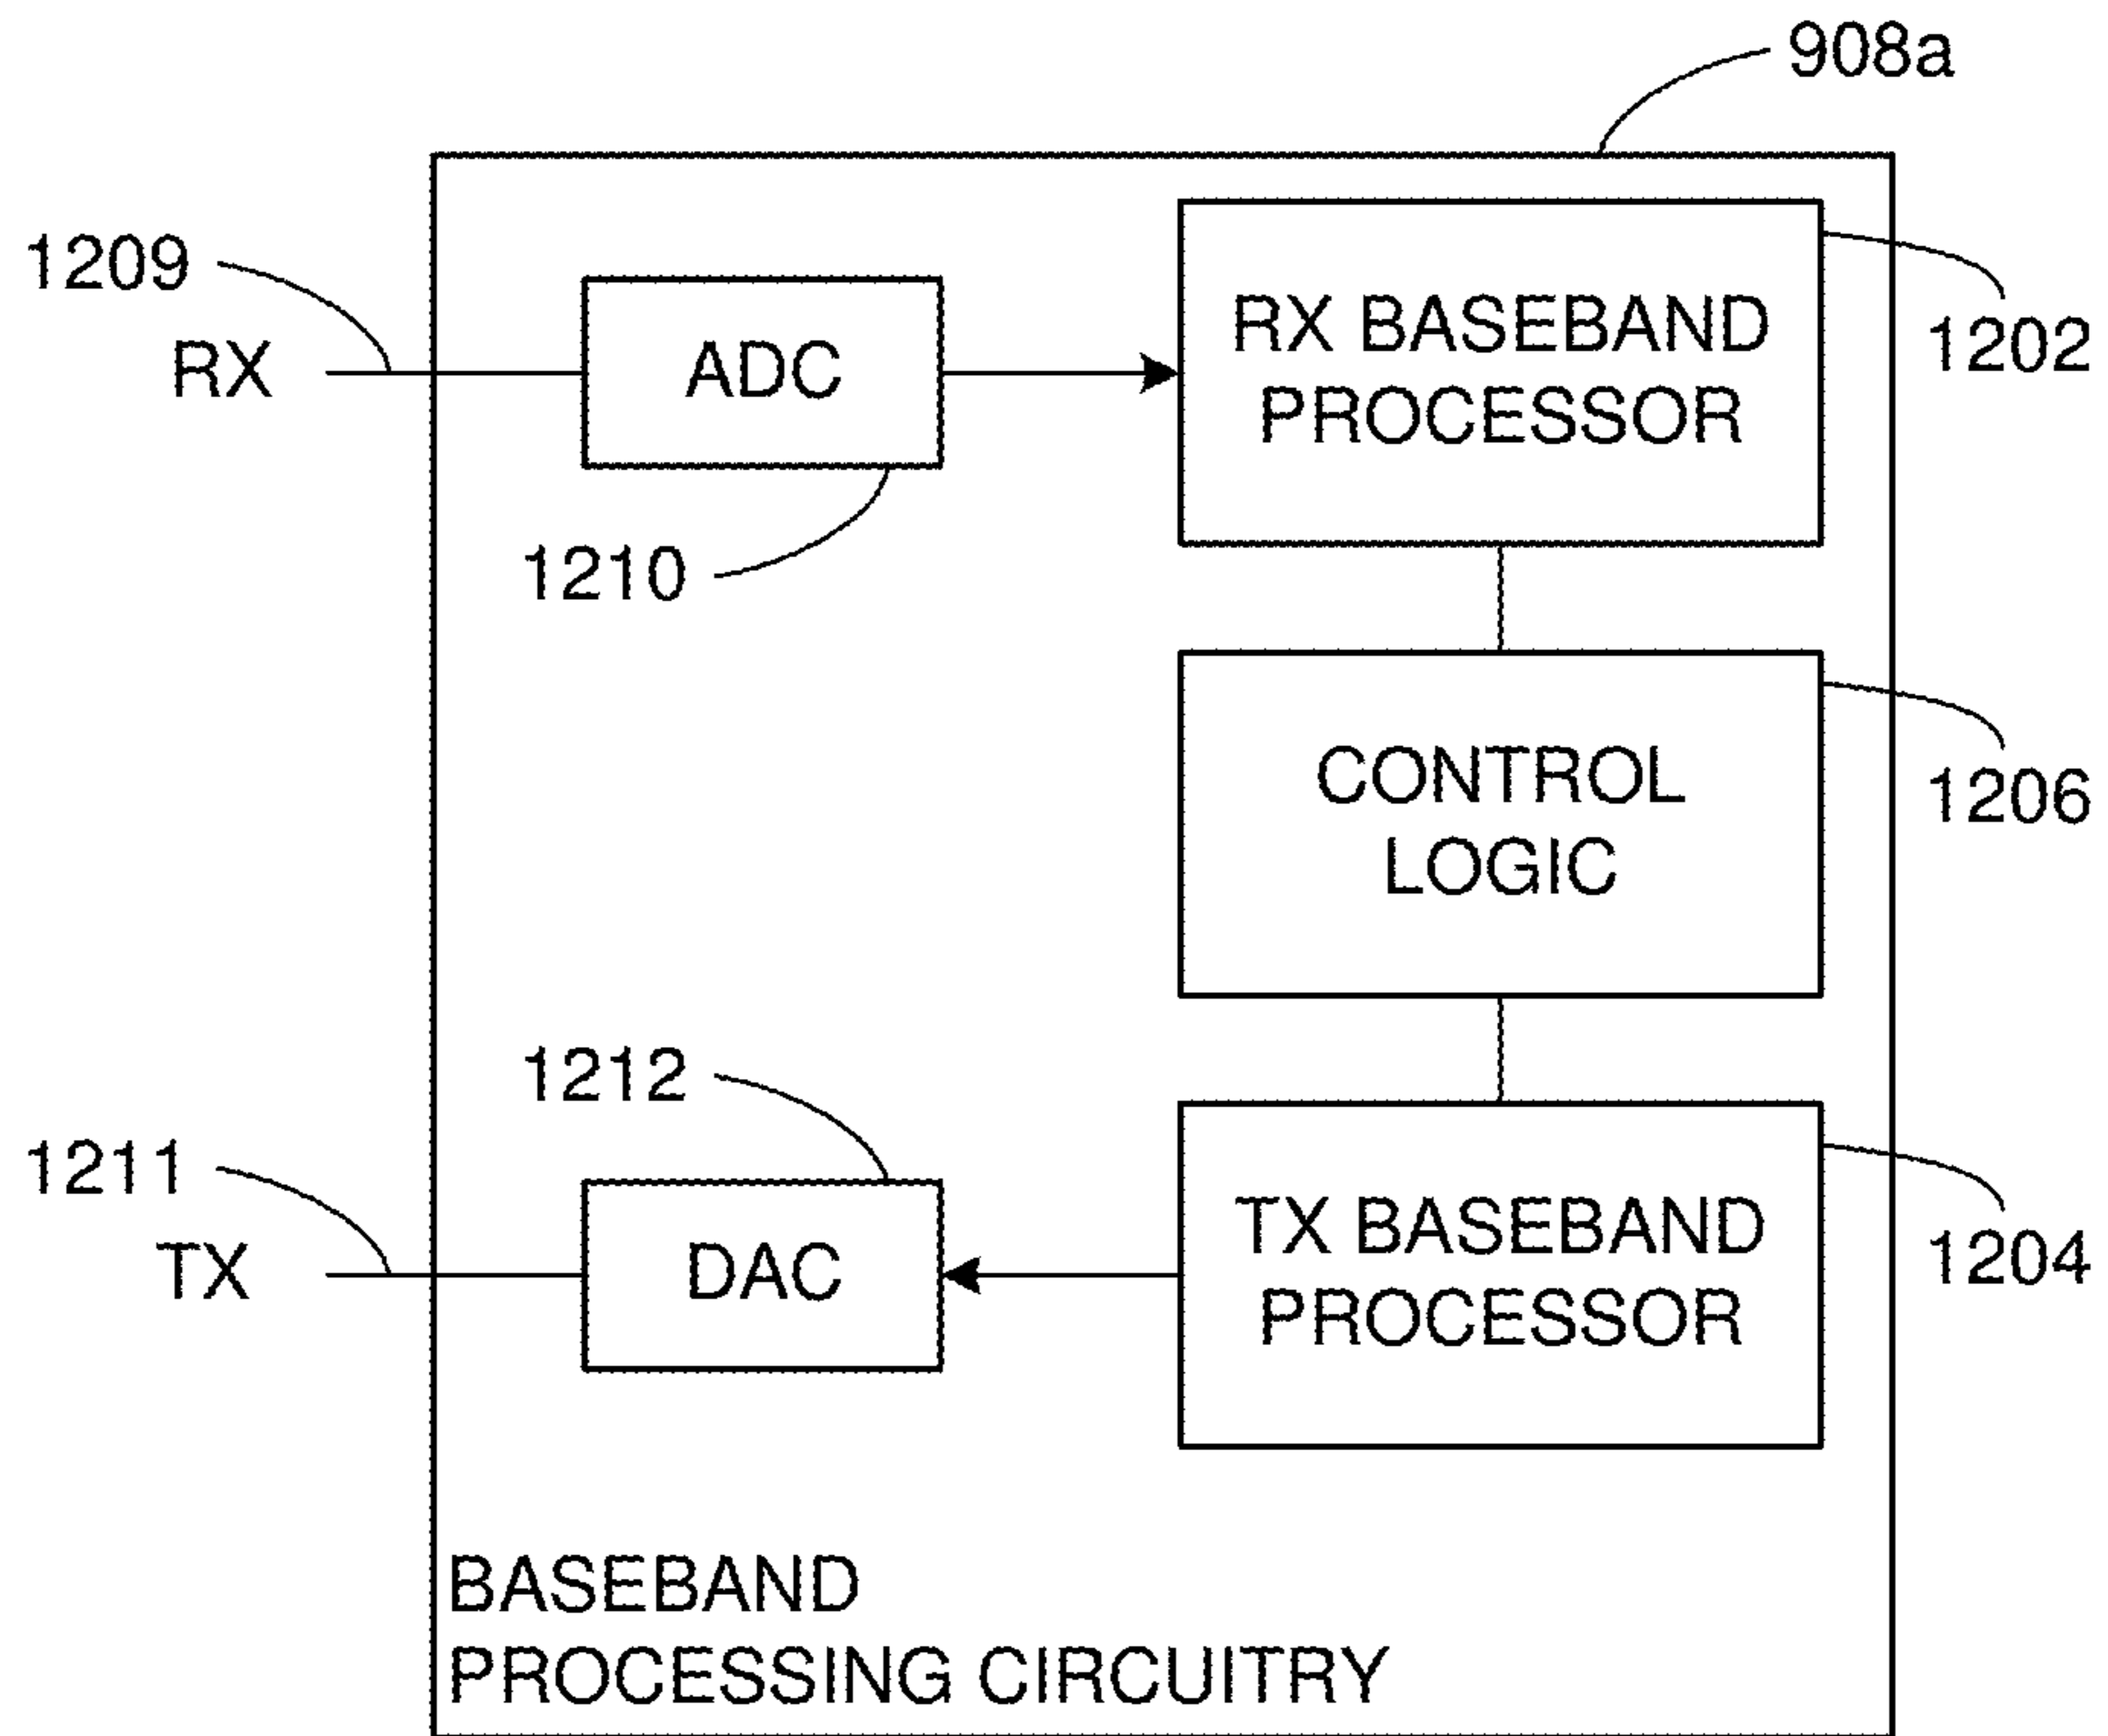 908a
1209
RX
ADC
1210
RX BASEBAND
PROCESSOR
1202
CONTROL
LOGIC
1206
1212
1211
TX
DAC
TX BASEBAND
PROCESSOR
1204
BASEBAND
PROCESSING CIRCUITRY